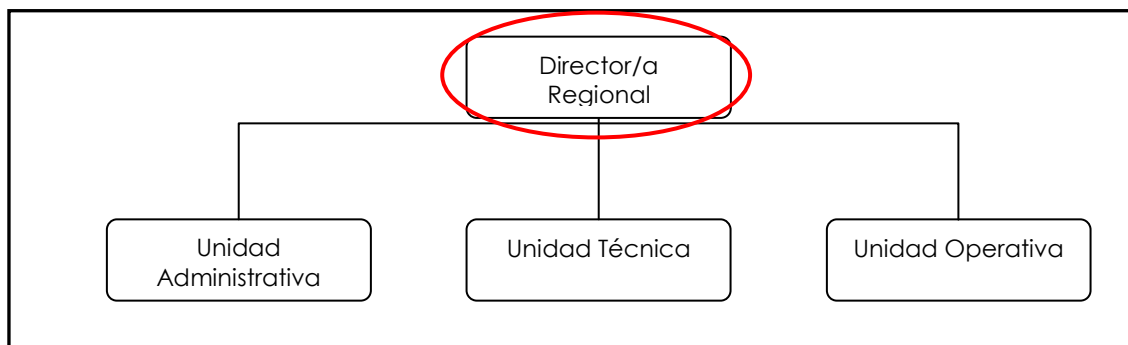 Director/a
Regional
Unidad
Administrativa
Unidad Técnica
Unidad Operativa